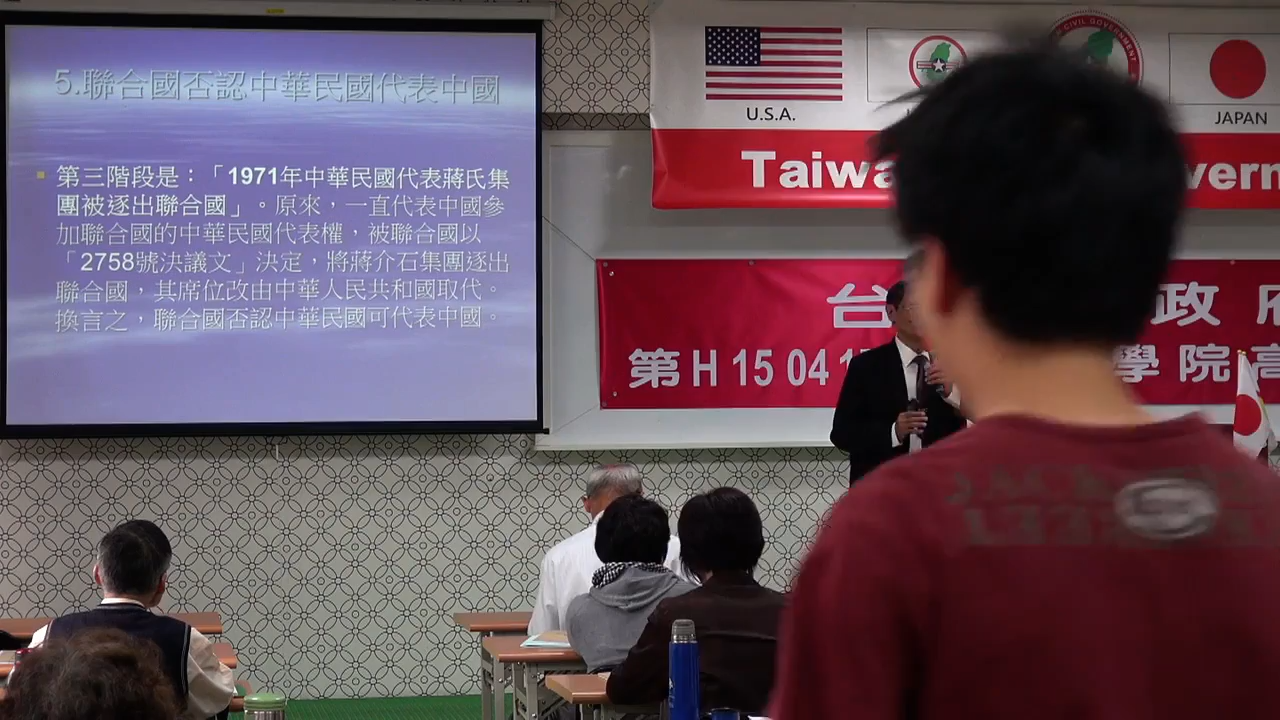 5.聯合國否認中華民國代表中國
第三階段是：「1971年中華民國代表蔣氏集
團被逐出聯合國」。原來，一直代表中國參
加聯合國的中華民國代表權，被聯合國以
「2758號決議文」決定，將蔣介石集團逐出
聯合國，其席位改由中華人民共和國取代。
換言之，聯合國否認中華民國可代表中國。
U.S.A.
CIVIL GOVERNMENT
JAPAN
Taiwa
vern
台
政府
第H 15 04 1
學院高